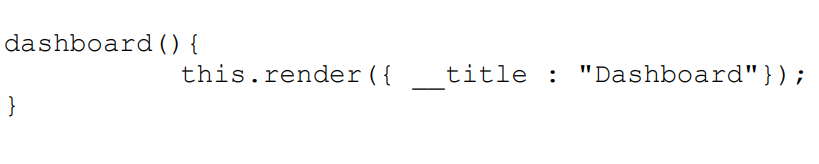 dashboard(){
this.render({ __title : "Dashboard"});
}